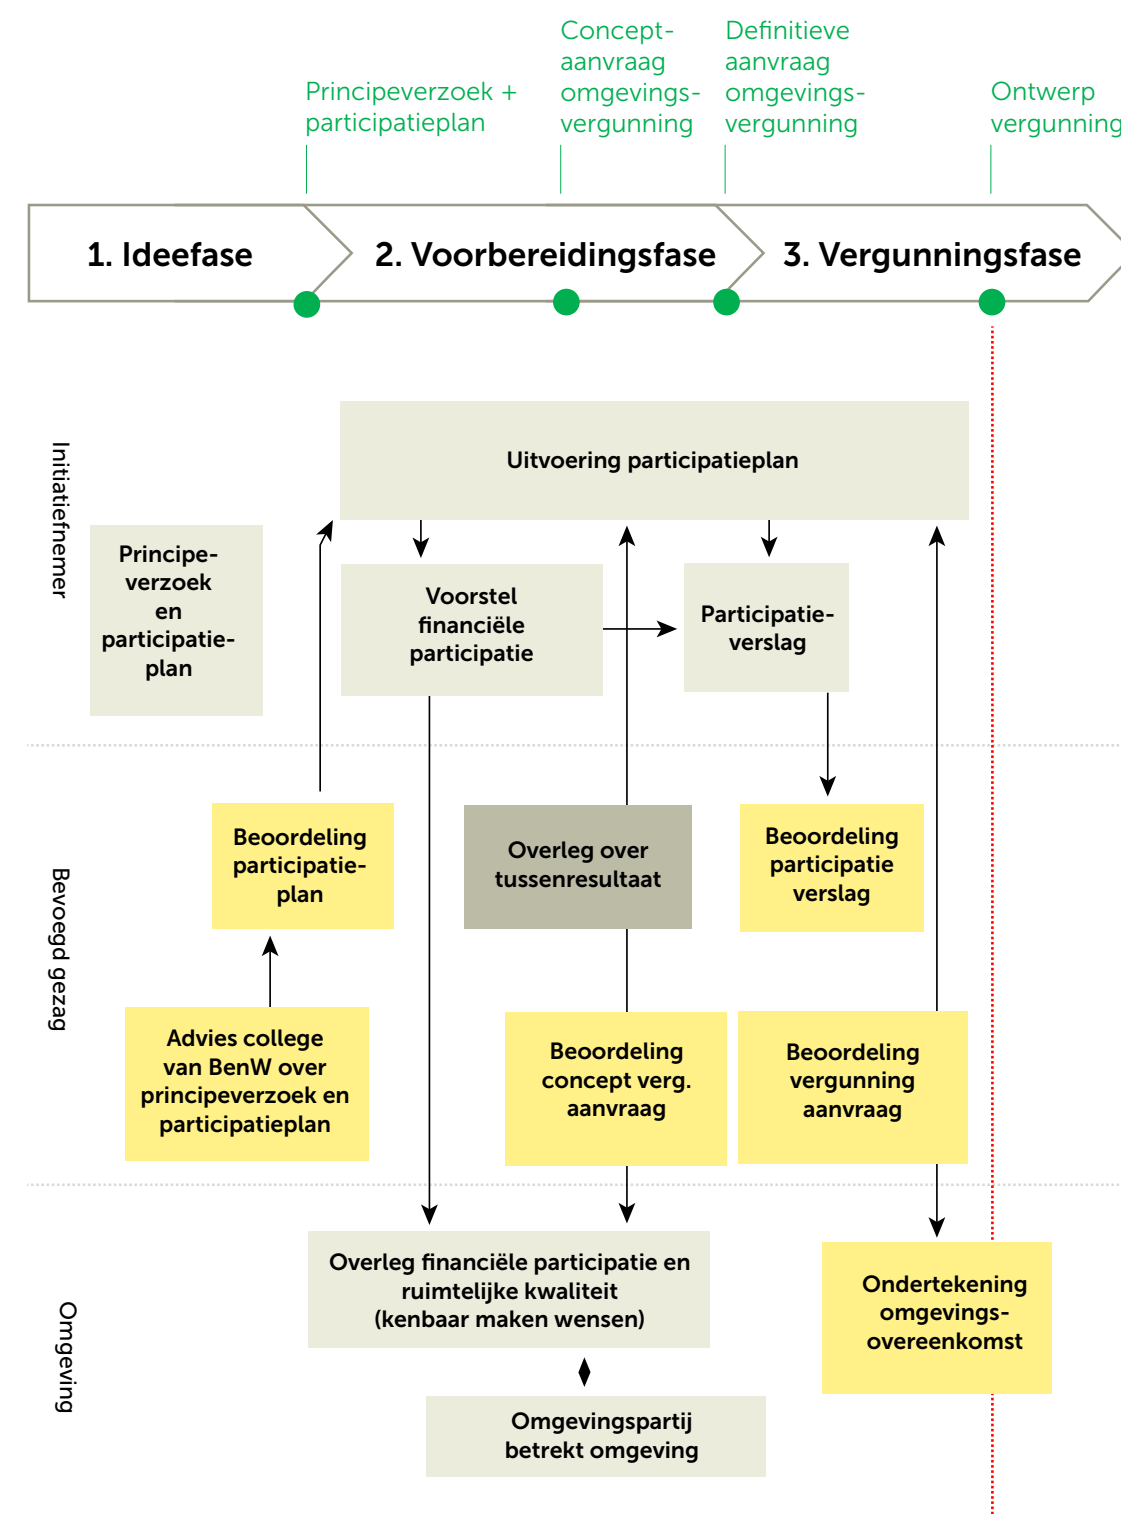 Principeverzoek +
participatieplan
Concept-
aanvraag
omgevings-
vergunning
Definitieve
aanvraag
omgevings-
vergunning
Ontwerp
vergunning
1. Ideefase
2. Voorbereidingsfase
3. Vergunningsfase
Initiatiefnemer
Uitvoering participatieplan
Principe-
verzoek
en
participatie-
plan
Voorstel
financiële
participatie
Participatie-
verslag
Bevoegd gezag
Beoordeling
participatie-
plan
Overleg over
tussenresultaat
Beoordeling
participatie
verslag
Advies college
van BenW over
principeverzoek en
participatieplan
Beoordeling
concept verg.
aanvraag
Beoordeling
vergunning
aanvraag
Omgeving
Overleg financiële participatie en
ruimtelijke kwaliteit
(kenbaar maken wensen)
Ondertekening
omgevings-
overeenkomst
Omgevingspartij
betrekt omgeving